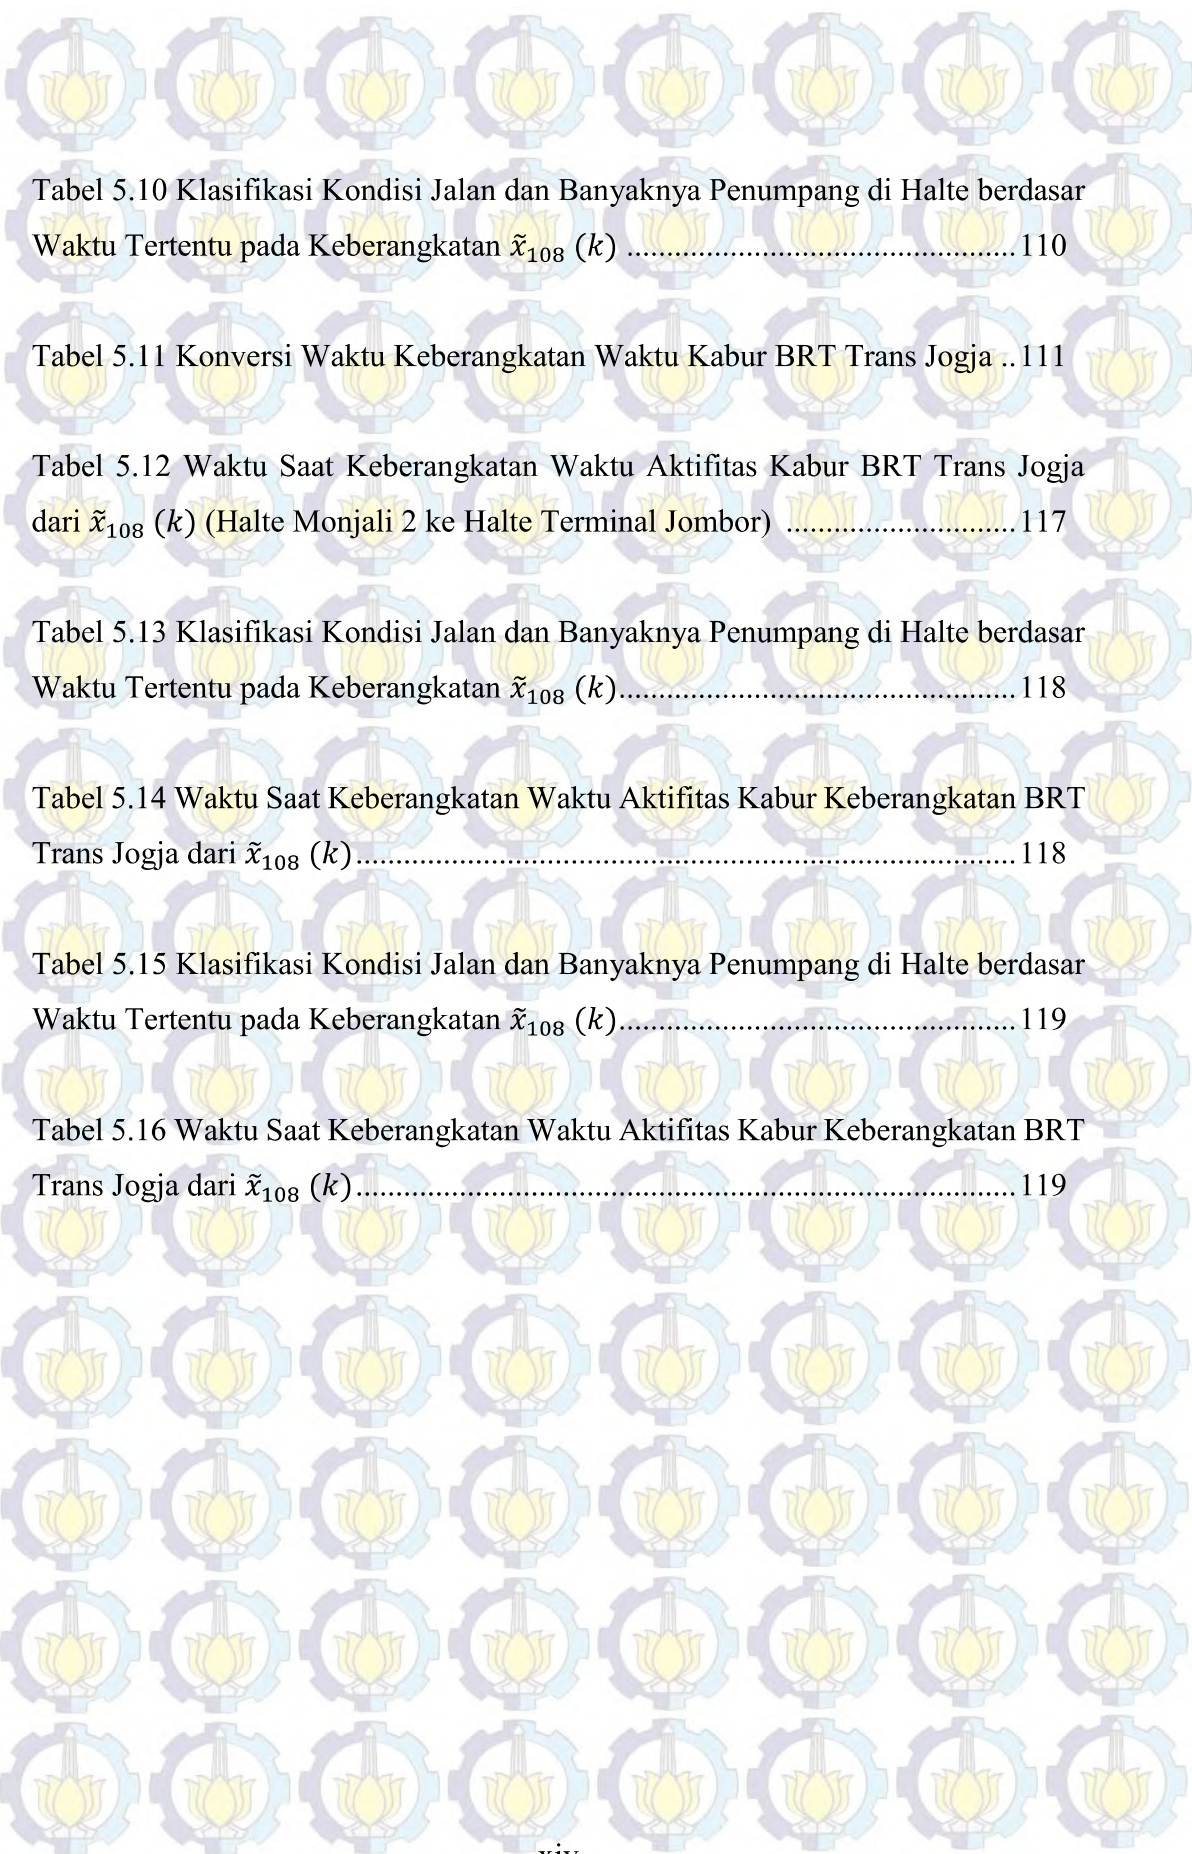 Tabel 5.10 Klasifikasi Kondisi Jalan dan Banyaknya Penumpang di Halte berdasar
Waktu Tertentu pada Keberangkatan x̃₁₀₈ (k) ................................................. 110
Tabel 5.11 Konversi Waktu Keberangkatan Waktu Kabur BRT Trans Jogja .. 111
Tabel 5.12 Waktu Saat Keberangkatan Waktu Aktifitas Kabur BRT Trans Jogja
dari x̃₁₀₈ (k) (Halte Monjali 2 ke Halte Terminal Jombor) ............................. 117
Tabel 5.13 Klasifikasi Kondisi Jalan dan Banyaknya Penumpang di Halte berdasar
Waktu Tertentu pada Keberangkatan x̃₁₀₈ (k).................................................. 118
Tabel 5.14 Waktu Saat Keberangkatan Waktu Aktifitas Kabur Keberangkatan BRT
Trans Jogja dari x̃₁₀₈ (k) ................................................................................... 118
Tabel 5.15 Klasifikasi Kondisi Jalan dan Banyaknya Penumpang di Halte berdasar
Waktu Tertentu pada Keberangkatan x̃₁₀₈ (k).................................................. 119
Tabel 5.16 Waktu Saat Keberangkatan Waktu Aktifitas Kabur Keberangkatan BRT
Trans Jogja dari x̃₁₀₈ (k) ................................................................................... 119
xiv